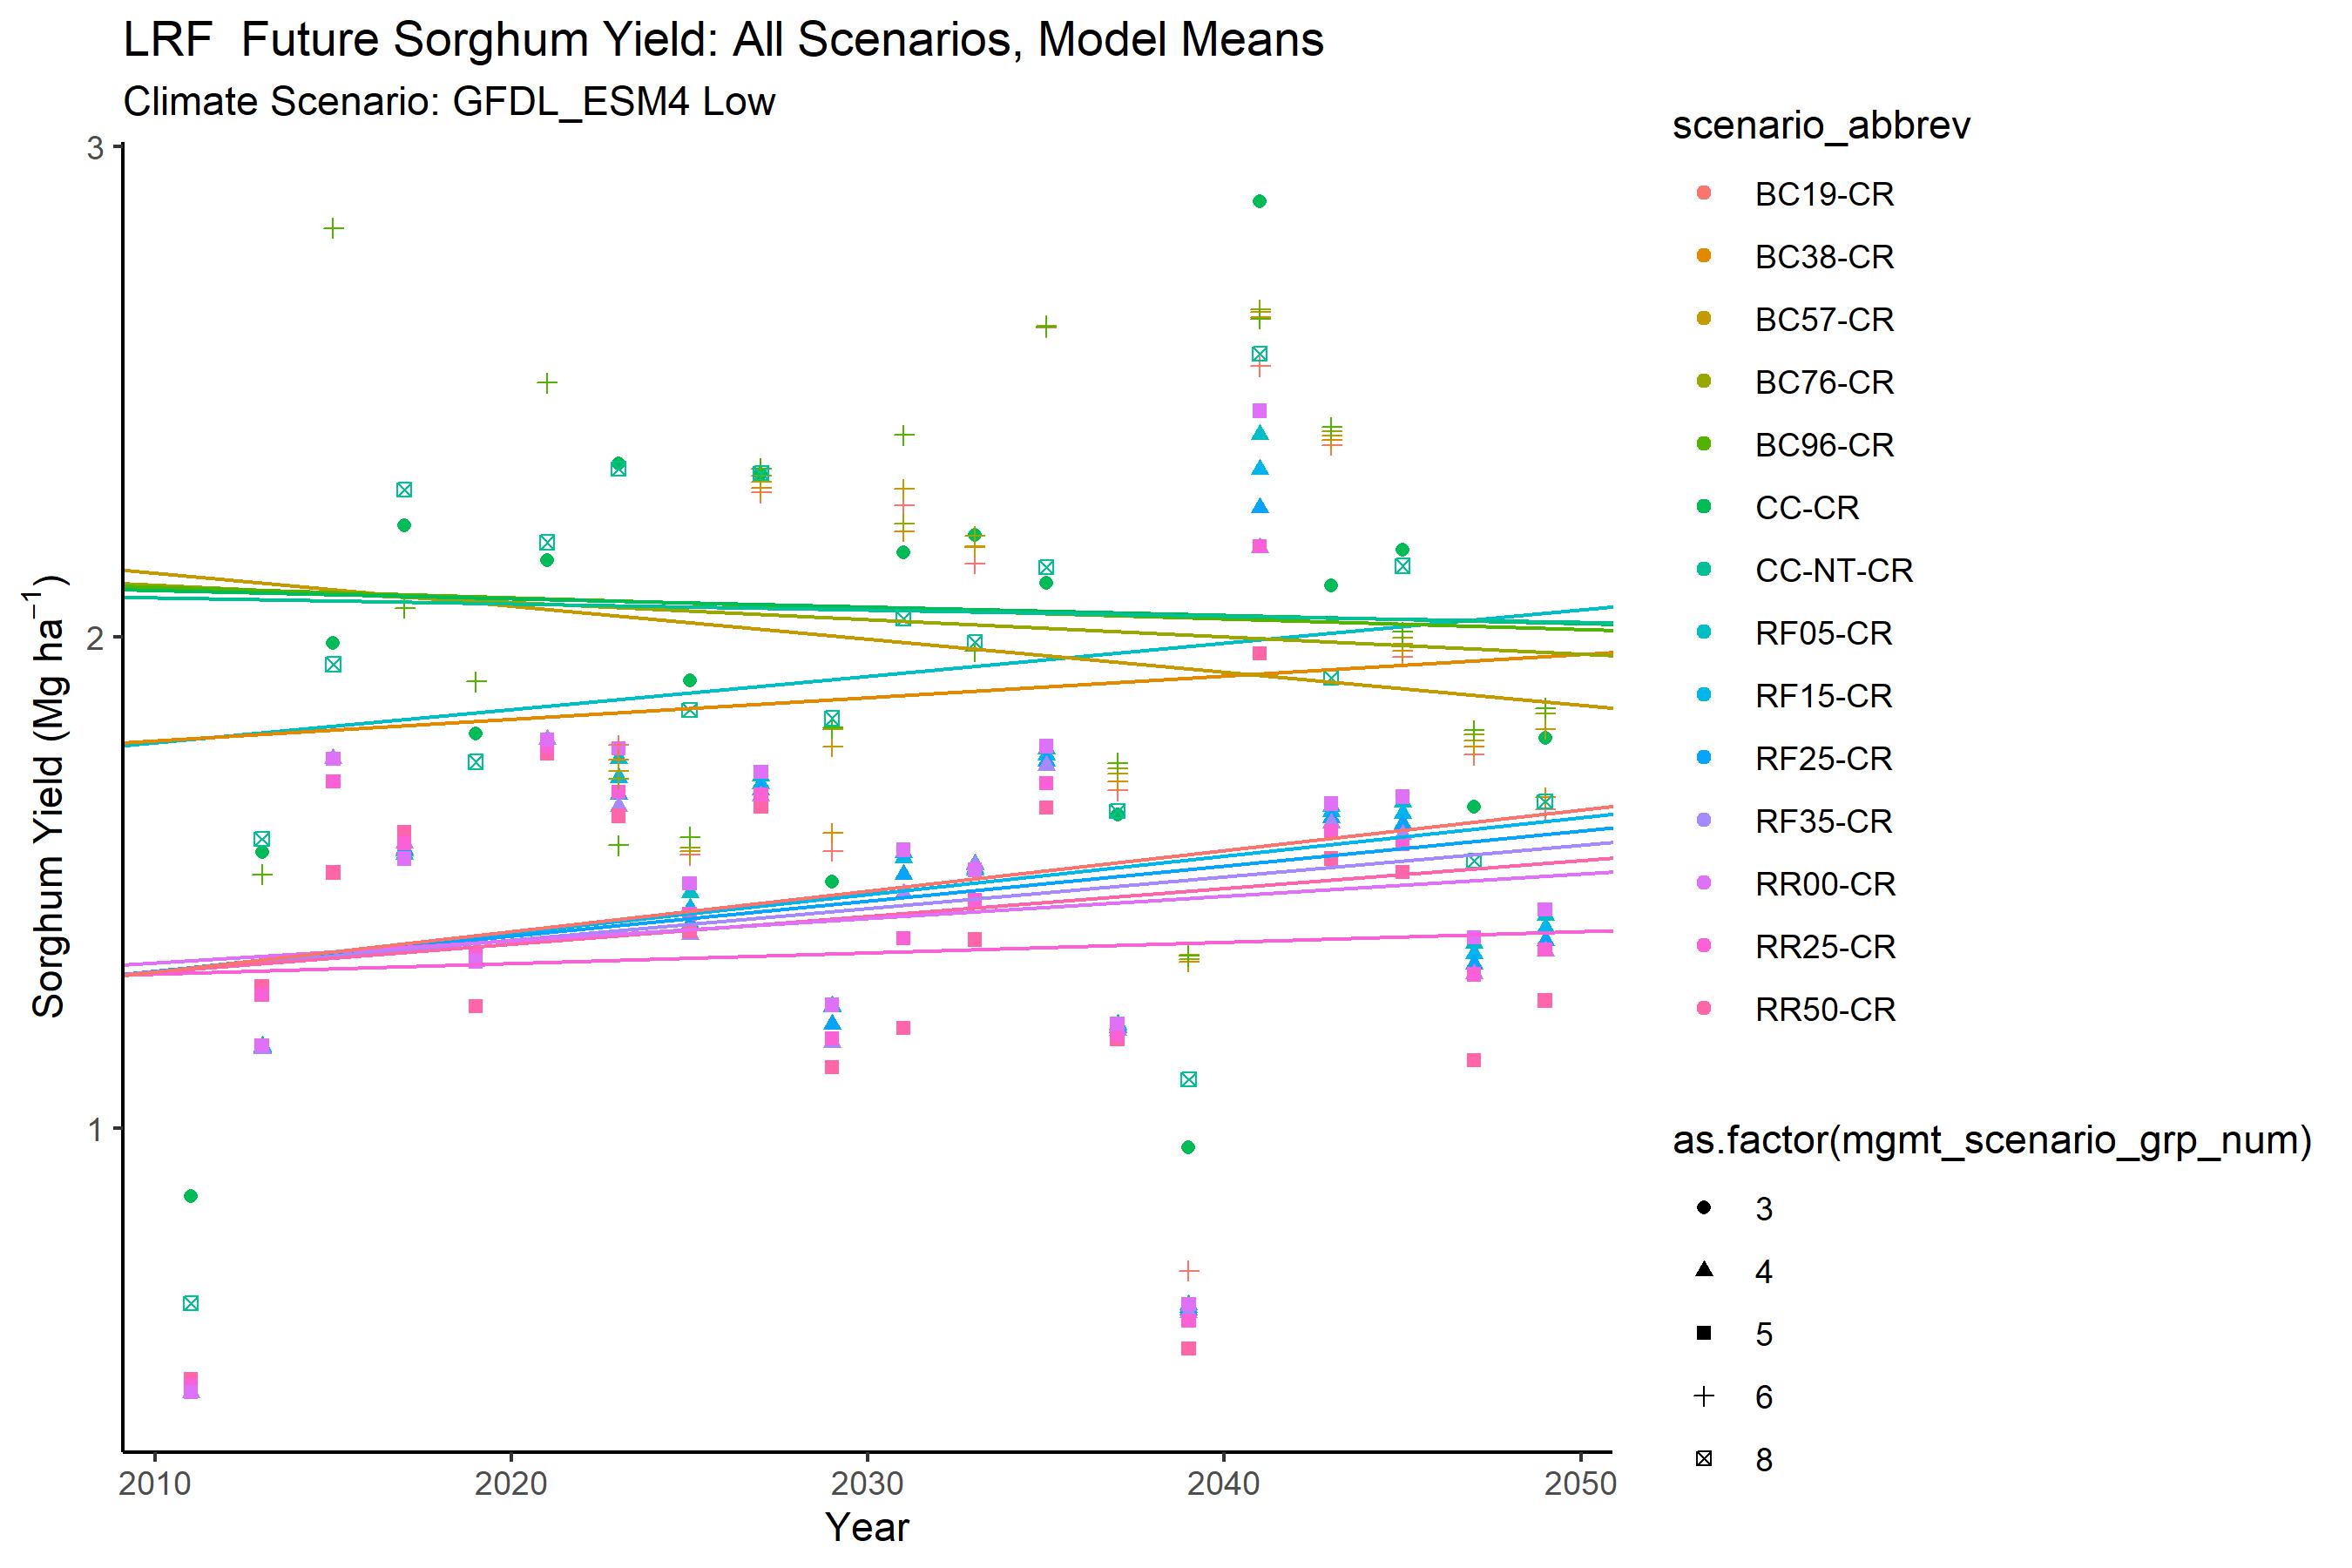 LRF  Future Sorghum Yield: All Scenarios, Model Means
Climate Scenario: GFDL_ESM4 Low
Sorghum Yield (Mg ha⁻¹)
3
2
1
2010 2020 2030 2040 2050
Year
scenario_abbrev
BC19-CR
BC38-CR
BC57-CR
BC76-CR
BC96-CR
CC-CR
CC-NT-CR
RF05-CR
RF15-CR
RF25-CR
RF35-CR
RR00-CR
RR25-CR
RR50-CR
as.factor(mgmt_scenario_grp_num)
3
4
5
6
8